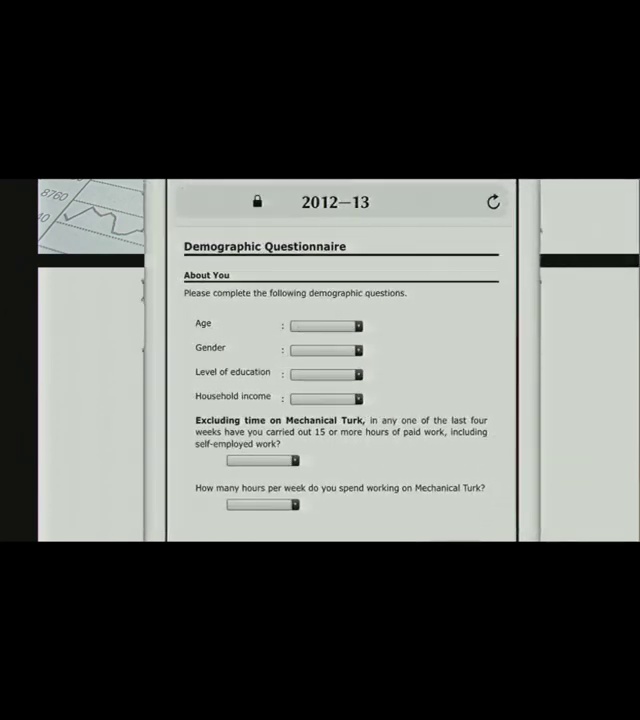 8760
2012–13
Demographic Questionnaire
About You
Please complete the following demographic questions.
Age :
Gender :
Level of education :
Household income :
Excluding time on Mechanical Turk, in any one of the last four
weeks have you carried out 15 or more hours of paid work, including
self-employed work?
How many hours per week do you spend working on Mechanical Turk?